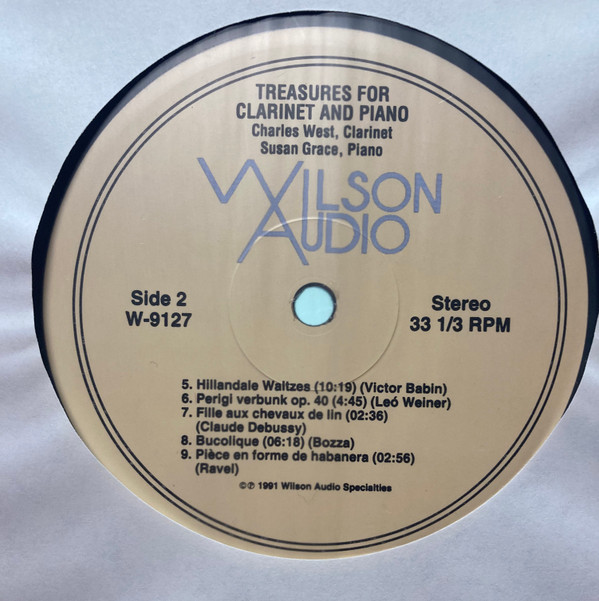 TREASURES FOR
CLARINET AND PIANO
Charles West, Clarinet
Susan Grace, Piano
WILSON
AUDIO
Side 2
W-9127
Stereo
33 1/3 RPM
5. Hillandale Waltzes (10:19) (Victor Babin)
6. Perigi verbunk op. 40 (4:45) (Leó Weiner)
7. Fille aux chevaux de lin (02:36)
(Claude Debussy)
8. Bucolique (06:18) (Bozza)
9. Pièce en forme de habanera (02:56)
(Ravel)
©℗ 1991 Wilson Audio Specialties